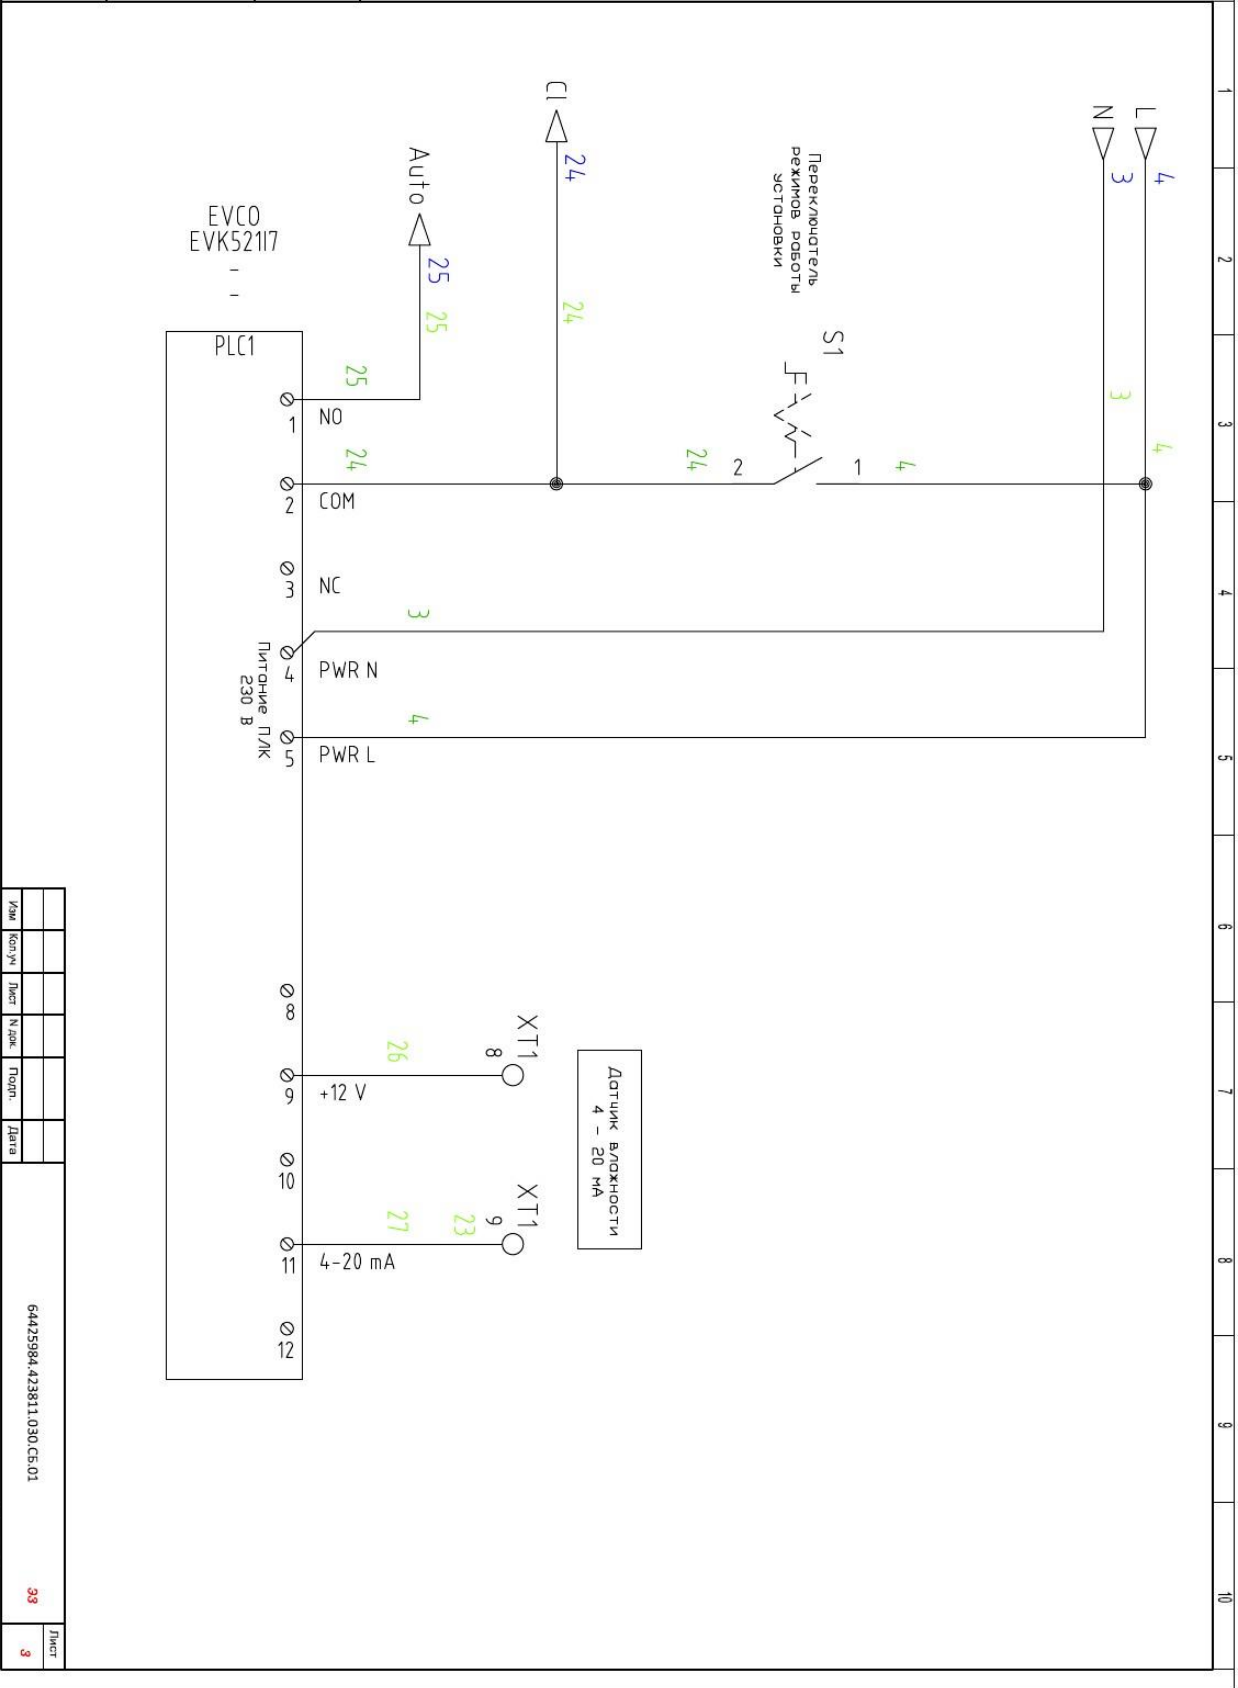 1
2
3
4
5
6
7
8
9
10
L
4
N
3
3
4
Переключатель
режимов работы
установки
S1
1
4
2
24
Cl
24
24
Auto
25
25
EVCO
EVK521I7
-
-
PLC1
25
1
NO
24
2
COM
3
NC
3
4
PWR N
Питание ПЛК
230 В
4
5
PWR L
8
26
9
+12 V
XT1
8
Датчик влажности
4 - 20 мА
10
27
23
11
4-20 mA
XT1
9
12
Изм
Кол.уч
Лист
N док.
Подп.
Дата
64425984.423811.030.СБ.01
ЭЗ
Лист
3